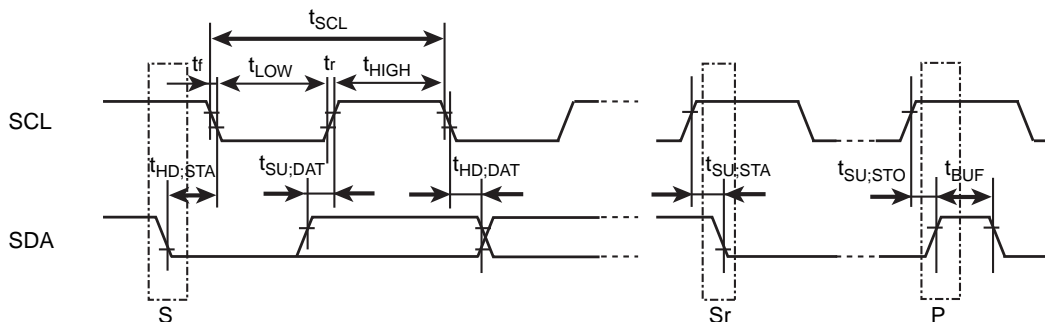 tSCL
tf tLOW tr tHIGH
SCL
tHD;STA tSU;DAT tHD;DAT tSU;STA tSU;STO tBUF
SDA
S Sr P